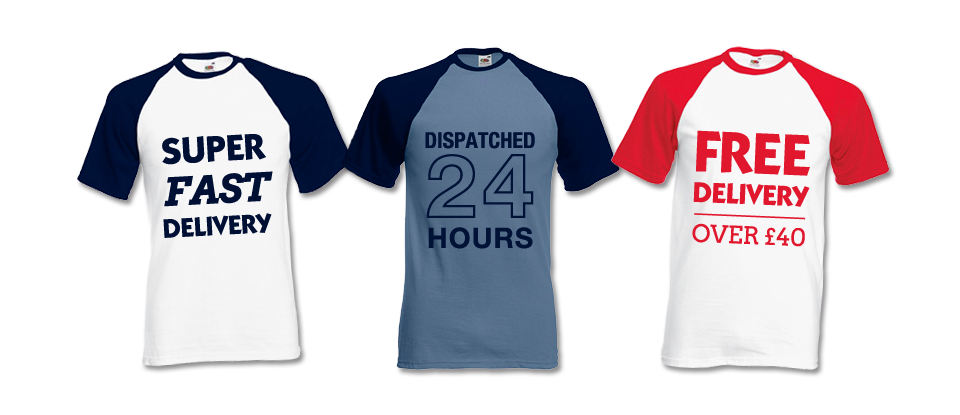 SUPER
FAST
DELIVERY
DISPATCHED
24
HOURS
FREE
DELIVERY
OVER £40